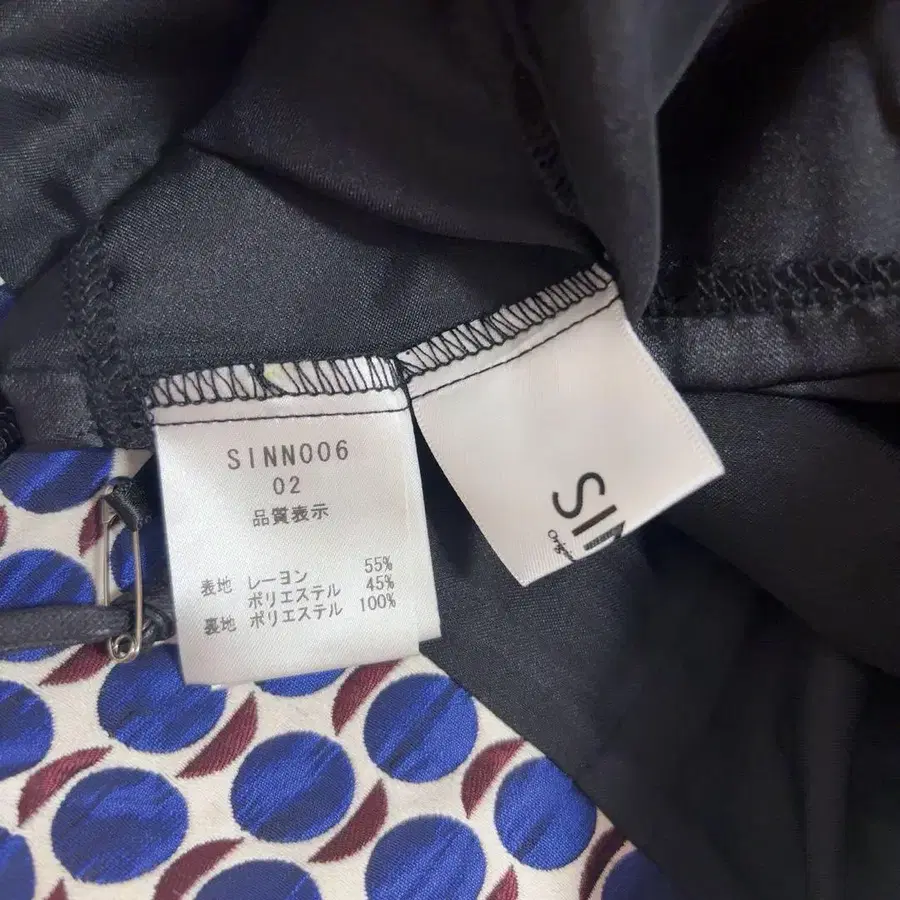 SINN006
02
品質表示
表地 レーヨン 55%
ポリエステル 45%
裏地 ポリエステル 100%